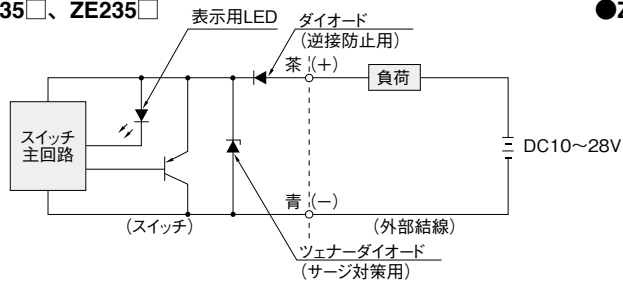 35□、ZE235□
●Z
表示用LED
ダイオード
(逆接防止用)
茶 (+)
負荷
スイッチ
主回路
DC10～28V
青 (−)
(スイッチ)
(外部結線)
ツェナーダイオード
(サージ対策用)